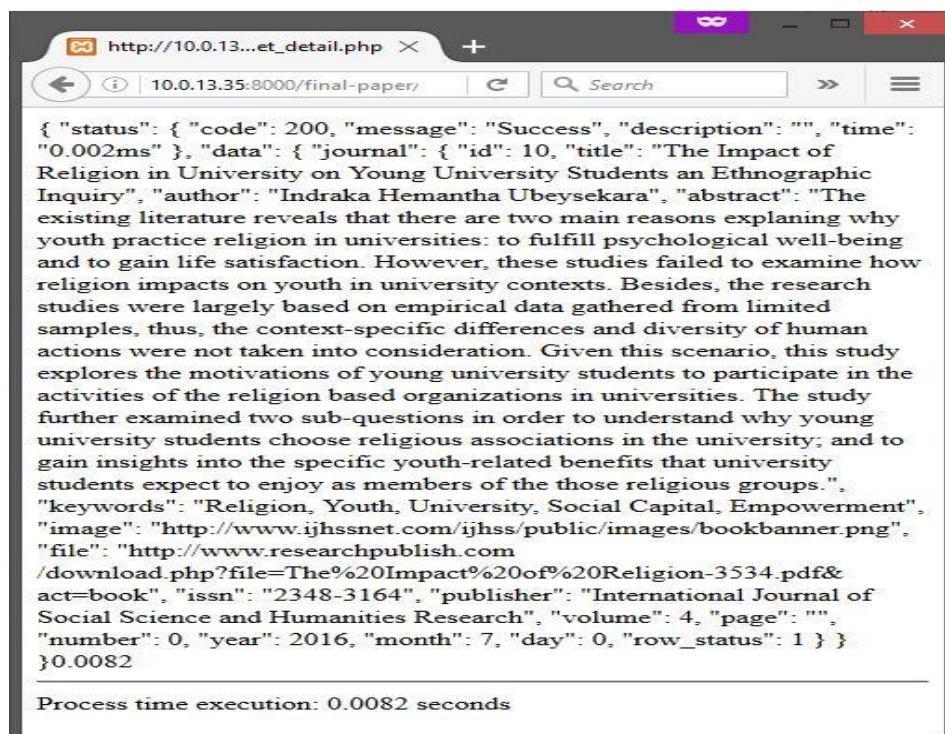 http://10.0.13...et_detail.php
10.0.13.35:8000/final-paper/
Search
{ "status": { "code": 200, "message": "Success", "description": "", "time":
"0.002ms" }, "data": { "journal": { "id": 10, "title": "The Impact of
Religion in University on Young University Students an Ethnographic
Inquiry", "author": "Indraka Hemantha Ubeysekara", "abstract": "The
existing literature reveals that there are two main reasons explaning why
youth practice religion in universities: to fulfill psychological well-being
and to gain life satisfaction. However, these studies failed to examine how
religion impacts on youth in university contexts. Besides, the research
studies were largely based on empirical data gathered from limited
samples, thus, the context-specific differences and diversity of human
actions were not taken into consideration. Given this scenario, this study
explores the motivations of young university students to participate in the
activities of the religion based organizations in universities. The study
further examined two sub-questions in order to understand why young
university students choose religious associations in the university; and to
gain insights into the specific youth-related benefits that university
students expect to enjoy as members of the those religious groups.",
"keywords": "Religion, Youth, University, Social Capital, Empowerment",
"image": "http://www.ijhssnet.com/ijhss/public/images/bookbanner.png",
"file": "http://www.researchpublish.com
/download.php?file=The%20Impact%20of%20Religion-3534.pdf&
act=book", "issn": "2348-3164", "publisher": "International Journal of
Social Science and Humanities Research", "volume": 4, "page": "",
"number": 0, "year": 2016, "month": 7, "day": 0, "row_status": 1 } }
}0.0082
Process time execution: 0.0082 seconds